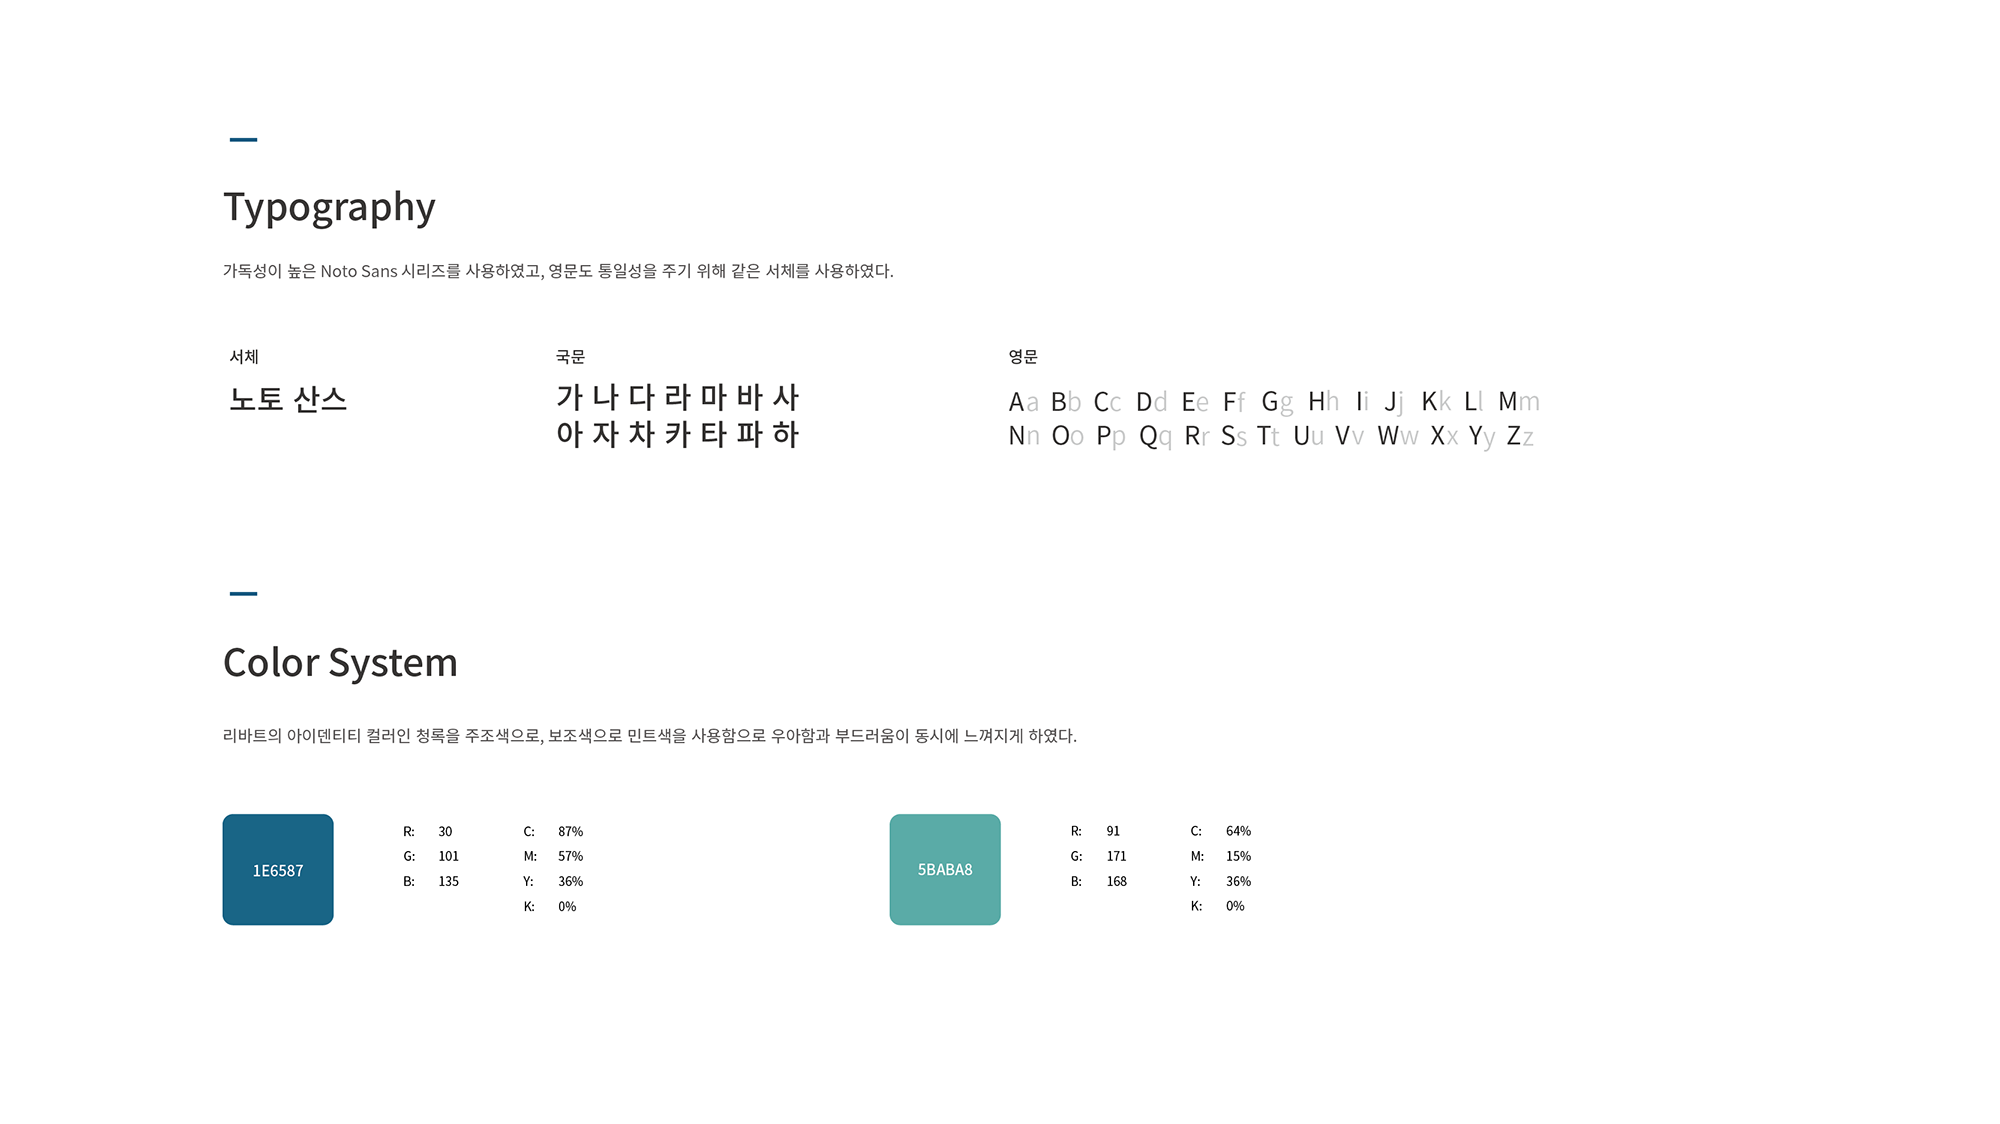 Typography
가독성이 높은 Noto Sans 시리즈를 사용하였고, 영문도 통일성을 주기 위해 같은 서체를 사용하였다.
서체
노토 산스
국문
가 나 다 라 마 바 사
아 자 차 카 타 파 하
영문
Aa Bb Cc Dd Ee Ff Gg Hh Ii Jj Kk Ll Mm
Nn Oo Pp Qq Rr Ss Tt Uu Vv Ww Xx Yy Zz
Color System
리바트의 아이덴티티 컬러인 청록을 주조색으로, 보조색으로 민트색을 사용함으로 우아함과 부드러움이 동시에 느껴지게 하였다.
1E6587
R: 30
G: 101
B: 135
C: 87%
M: 57%
Y: 36%
K: 0%
5BABA8
R: 91
G: 171
B: 168
C: 64%
M: 15%
Y: 36%
K: 0%